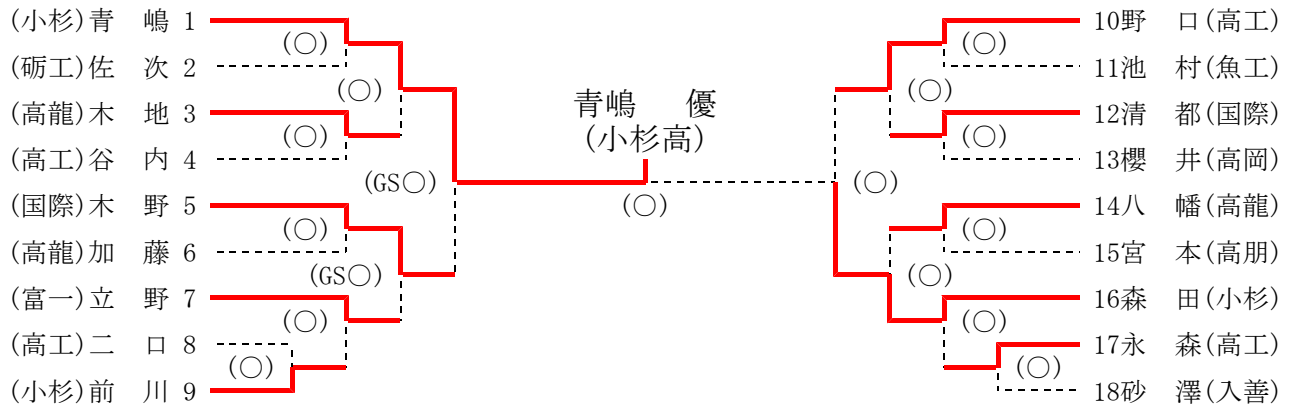 (小杉)青　嶋 1
(○)
(砺工)佐　次 2
(○)
(高龍)木　地 3
(○)
(高工)谷　内 4
(GS○)
(国際)木　野 5
(○)
(高龍)加　藤 6
(GS○)
(富一)立　野 7
(○)
(高工)二　口 8
(○)
(小杉)前　川 9
青嶋　優
(小杉高)
(○)
10野　口(高工)
(○)
11池　村(魚工)
(○)
12清　都(国際)
(○)
13櫻　井(高岡)
(○)
14八　幡(高龍)
(○)
15宮　本(高朋)
(○)
16森　田(小杉)
(○)
17永　森(高工)
(○)
18砂　澤(入善)